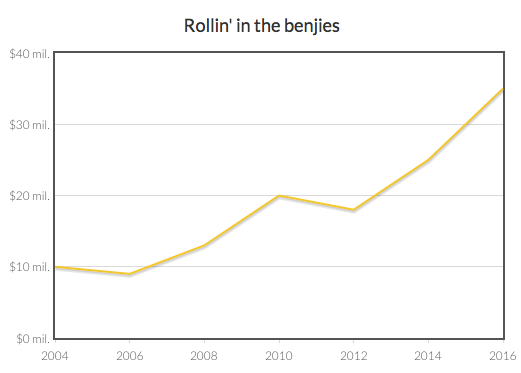 Rollin' in the benjies
$40 mil.
$30 mil.
$20 mil.
$10 mil.
$0 mil.
2004 2006 2008 2010 2012 2014 2016